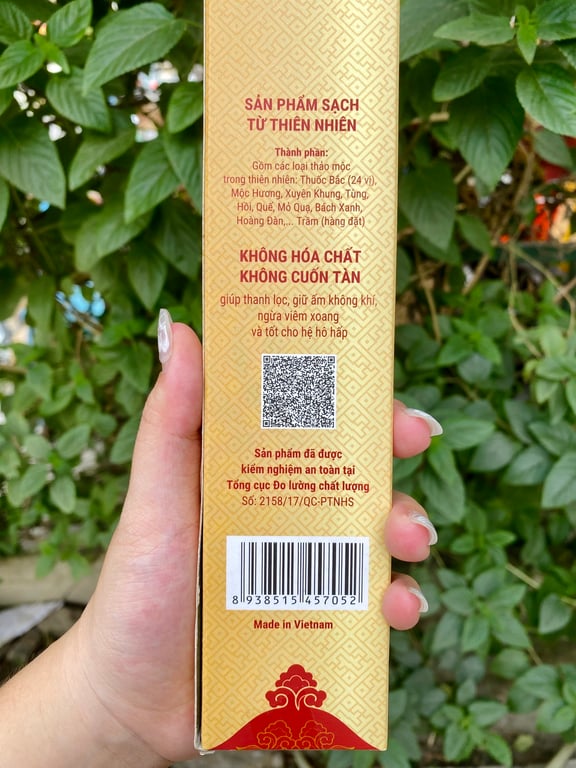 SẢN PHẨM SẠCH
TỪ THIÊN NHIÊN
Thành phần:
Gồm các loại thảo mộc
trong thiên nhiên: Thuốc Bắc (24 vị),
Mộc Hương, Xuyên Khung, Tùng,
Hồi, Quế, Mỏ Quạ, Bách Xanh,
Hoàng Đàn,... Trầm (hàng đặt)
KHÔNG HÓA CHẤT
KHÔNG CUỐN TÀN
giúp thanh lọc, giữ ấm không khí,
ngừa viêm xoang
và tốt cho hệ hô hấp
Sản phẩm đã được
kiểm nghiệm an toàn tại
Tổng cục Đo lường chất lượng
Số: 2158/17/QC-PTNHS
8 938515 457052
Made in Vietnam